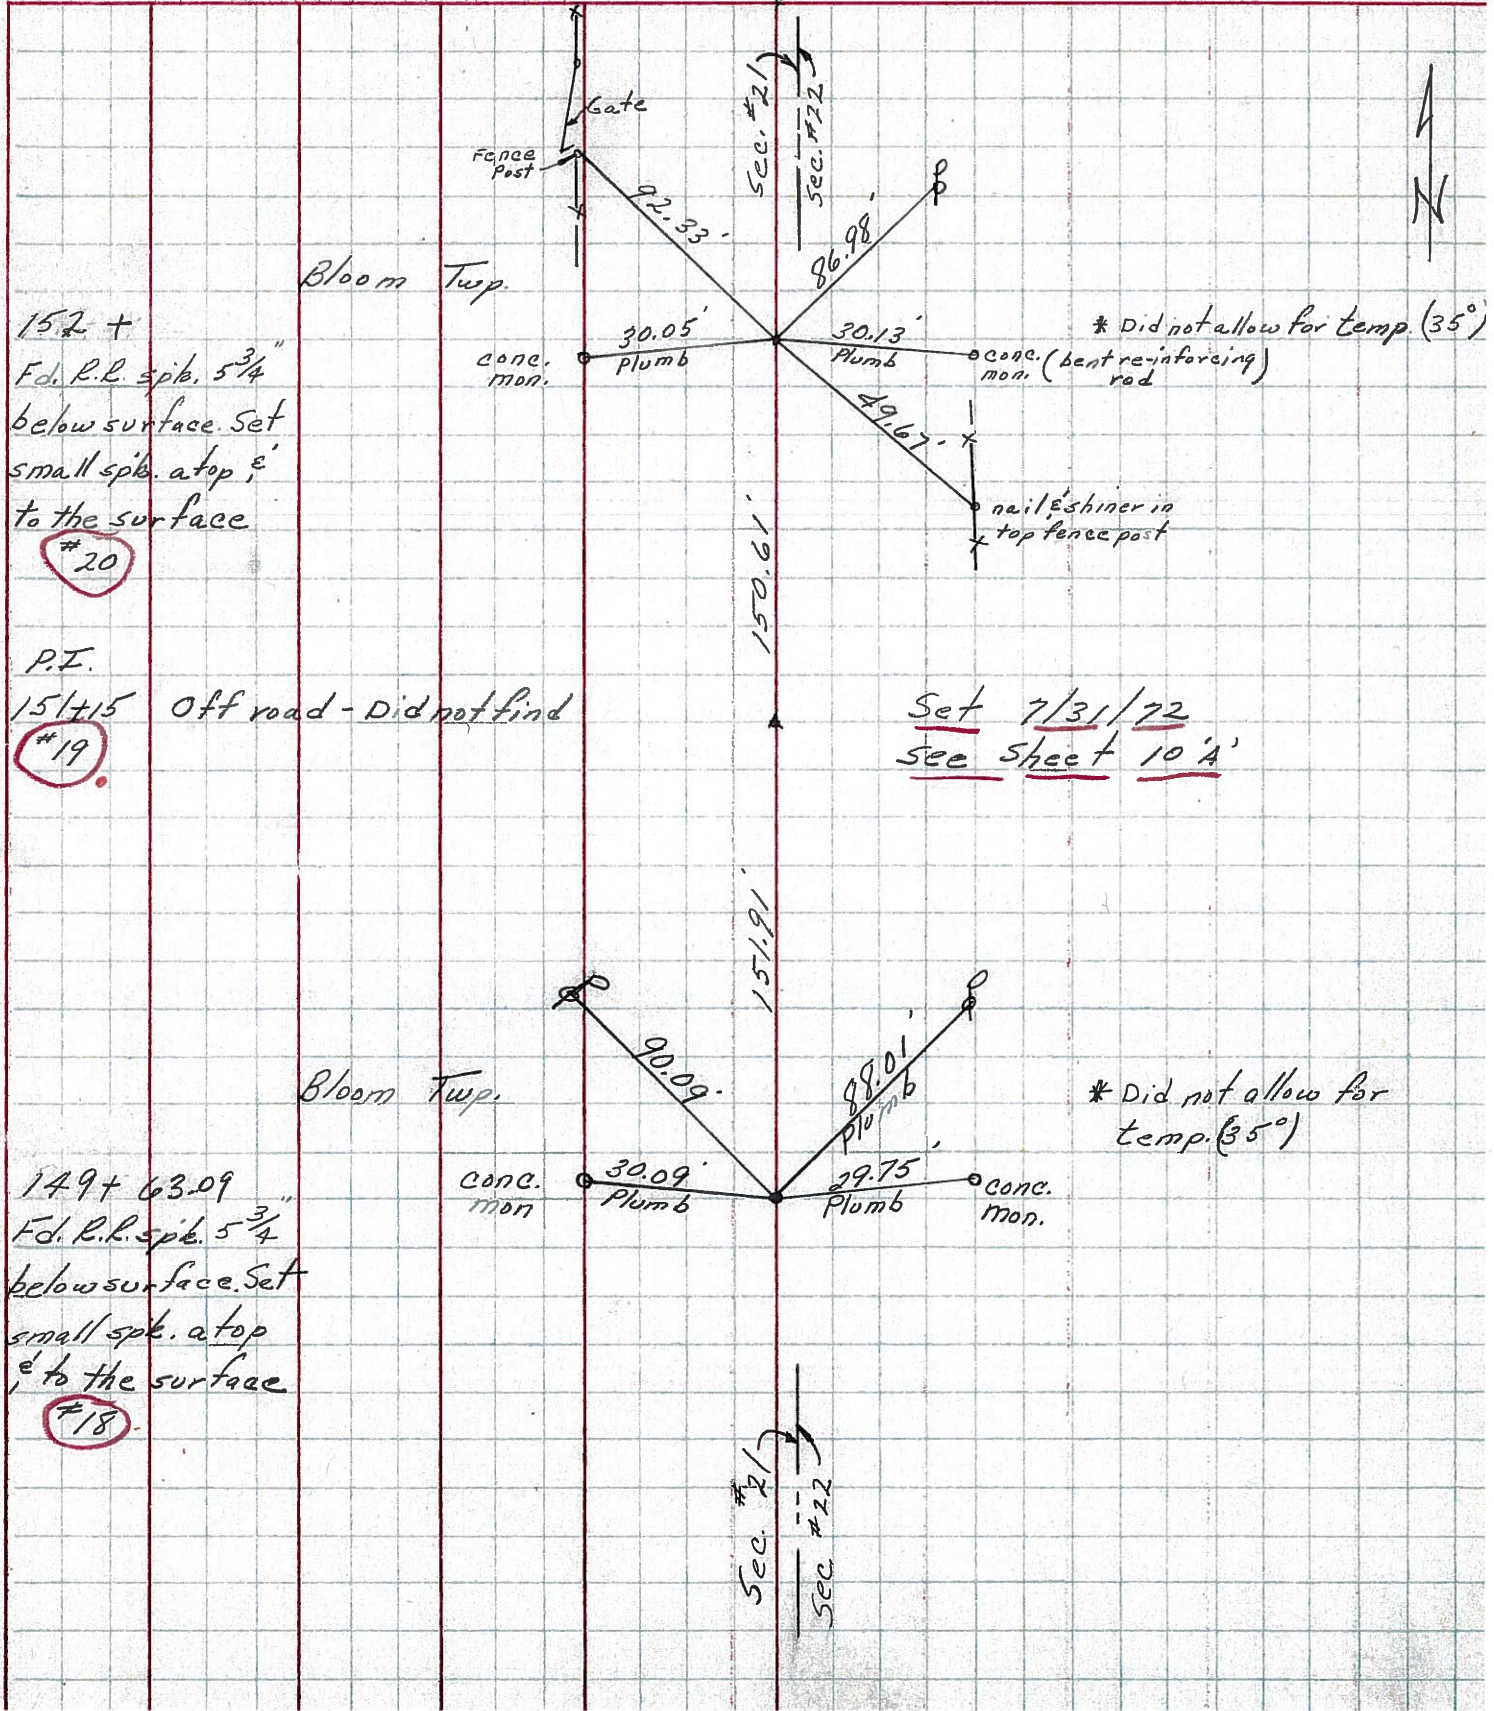 Sec. #21
Sec. #22
Gate
Fence
Post
92.33'
86.98'
Bloom Twp.
152 +
Fd. R.R. spk. 5 3/4"
below surface. Set
small spk. atop &
to the surface
#20
conc.
mon.
30.05'
Plumb
30.13'
Plumb
conc.
mon.
(bent re-inforcing)
rod
* Did not allow for temp. (35°)
49.67'
nail & shiner in
top fence post
150.61'
P.I.
151+15 Off road - Did not find
#19
Set 7/31/72
See Sheet 10 'A'
151.91'
90.09'
88.01'
Plumb
Bloom Twp.
* Did not allow for
temp. (35°)
149+ 63.09
Fd. R.R. spk. 5 3/4"
below surface. Set
small spk. atop
& to the surface
#18
conc.
mon
30.09'
Plumb
29.75'
Plumb
conc.
mon.
Sec. #21
Sec #22
N